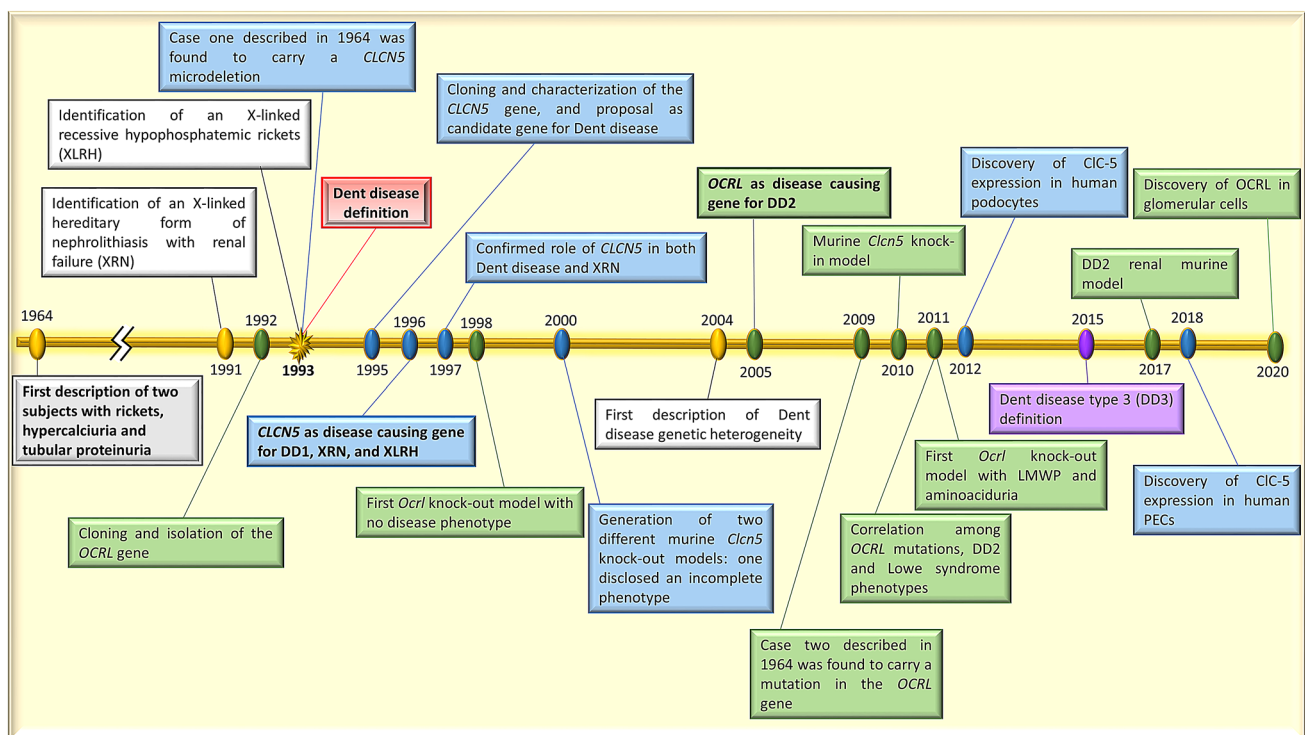 Case one described in 1964 was
found to carry a CLCN5
microdeletion
Identification of an X-linked
recessive hypophosphatemic rickets
(XLRH)
Identification of an X-linked
hereditary form of
nephrolithiasis with renal
failure (XRN)
Dent disease
definition
Cloning and characterization of the
CLCN5 gene, and proposal as
candidate gene for Dent disease
Confirmed role of CLCN5 in both
Dent disease and XRN
OCRL as disease causing
gene for DD2
Murine Clcn5 knock-
in model
Discovery of ClC-5
expression in human
podocytes
DD2 renal murine
model
Discovery of OCRL in
glomerular cells
1964
1991
1992
1993
1995
1996
1997
1998
2000
2004
2005
2009
2010
2011
2012
2015
2017
2018
2020
First description of two
subjects with rickets,
hypercalciuria and
tubular proteinuria
Cloning and isolation of the
OCRL gene
CLCN5 as disease causing gene
for DD1, XRN, and XLRH
First Ocrl knock-out model with
no disease phenotype
Generation of two
different murine Clcn5
knock-out models: one
disclosed an incomplete
phenotype
First description of Dent
disease genetic heterogeneity
Case two described in
1964 was found to carry a
mutation in the OCRL
gene
Correlation among
OCRL mutations, DD2
and Lowe syndrome
phenotypes
First Ocrl knock-out
model with LMWP and
aminoaciduria
Dent disease type 3 (DD3)
definition
Discovery of ClC-5
expression in human
PECs